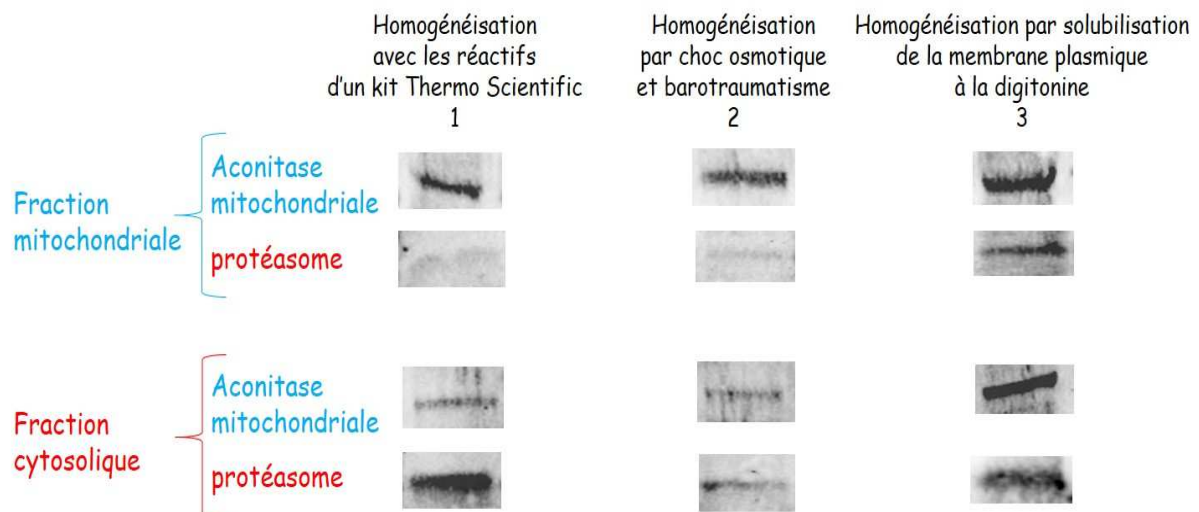 Homogénéisation
avec les réactifs
d'un kit Thermo Scientific
1
Homogénéisation
par choc osmotique
et barotraumatisme
2
Homogénéisation par solubilisation
de la membrane plasmique
à la digitonine
3
Fraction
mitochondriale
Aconitase
mitochondriale
protéasome
Fraction
cytosolique
Aconitase
mitochondriale
protéasome